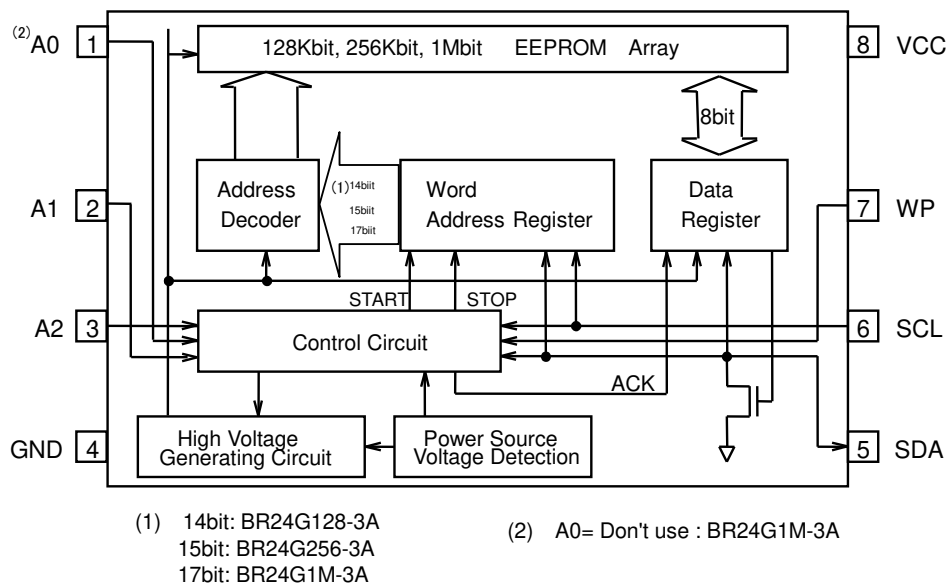 (2) A0 1
128Kbit, 256Kbit, 1Mbit EEPROM Array
8 VCC
8bit
A1 2
Address
Decoder
(1) 14biit
15biit
17biit
Word
Address Register
Data
Register
7 WP
START STOP
A2 3
Control Circuit
6 SCL
ACK
GND 4
High Voltage
Generating Circuit
Power Source
Voltage Detection
5 SDA
(1) 14bit: BR24G128-3A
15bit: BR24G256-3A
17bit: BR24G1M-3A
(2) A0= Don't use : BR24G1M-3A